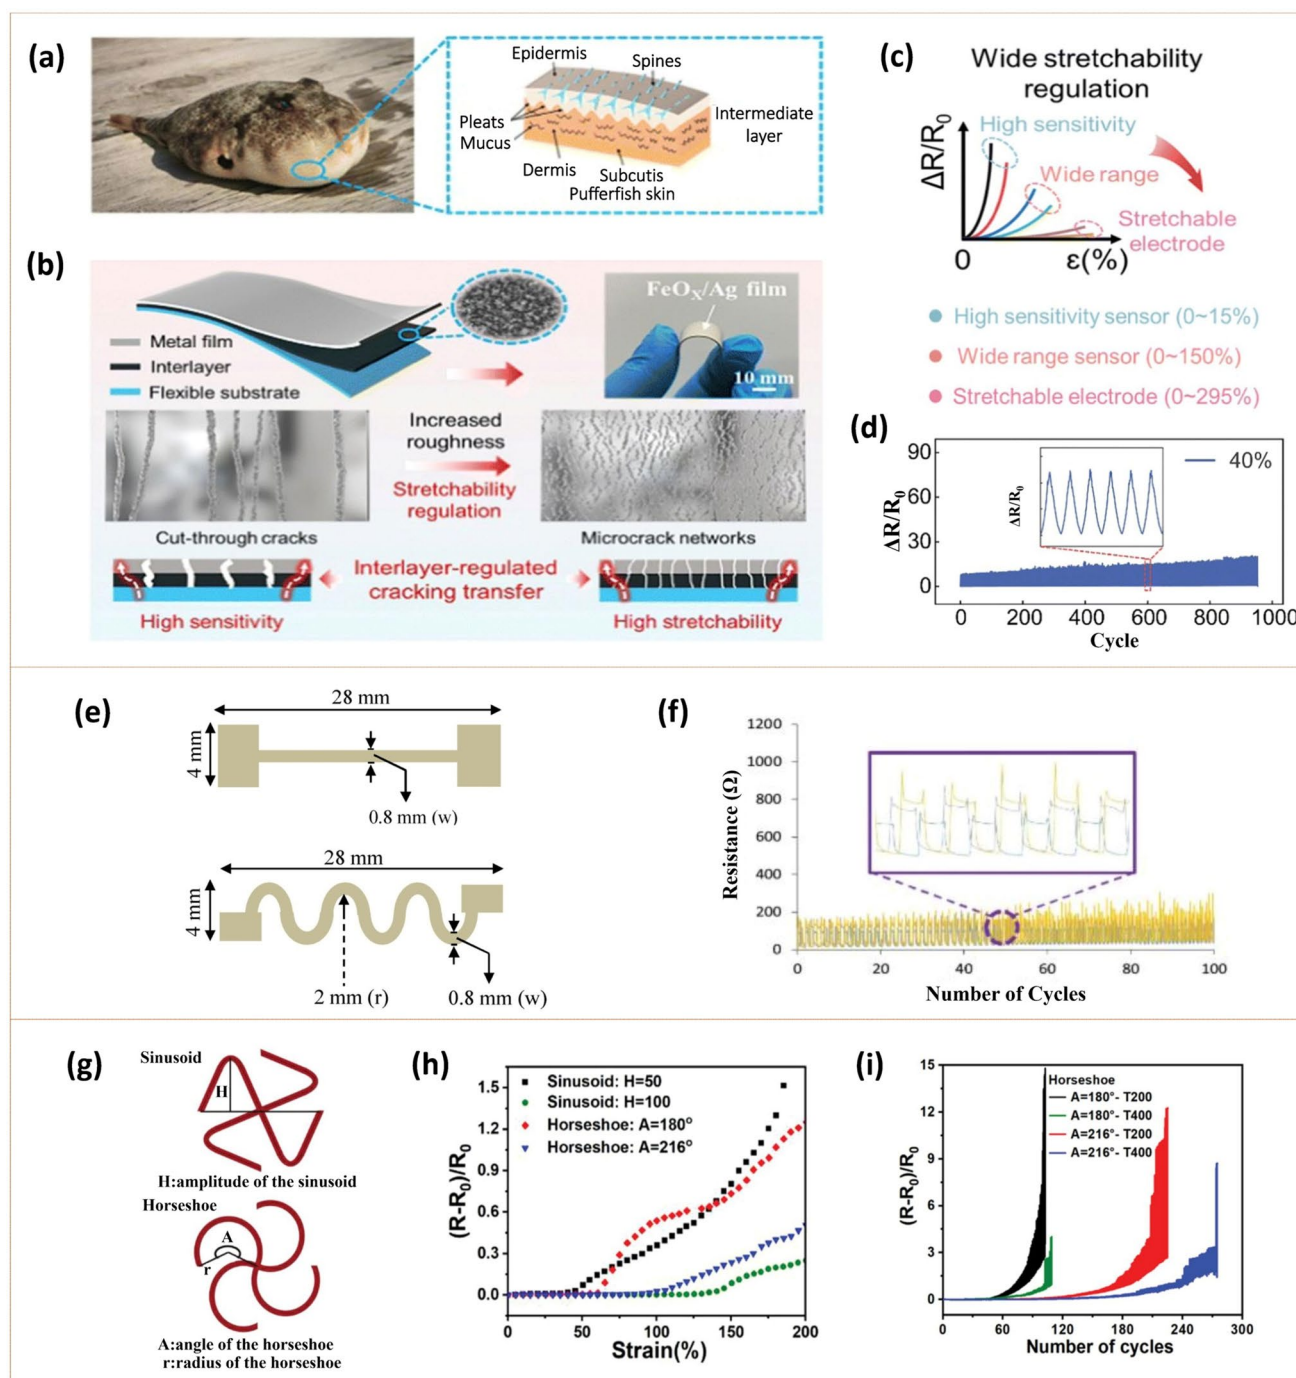 (a)
Epidermis
Spines
Pleats
Mucus
Intermediate
layer
Dermis
Subcutis
Pufferfish skin
(b)
Metal film
Interlayer
Flexible substrate
FeOX/Ag film
10 mm
Increased
roughness
Stretchability
regulation
Cut-through cracks
Microcrack networks
Interlayer-regulated
cracking transfer
High sensitivity
High stretchability
(c)
Wide stretchability
regulation
High sensitivity
Wide range
Stretchable
electrode
ΔR/R0
0
ε(%)
High sensitivity sensor (0~15%)
Wide range sensor (0~150%)
Stretchable electrode (0~295%)
(d)
90
60
30
0
ΔR/R0
ΔR/R0
40%
0 200 400 600 800 1000
Cycle
(e)
28 mm
4 mm
0.8 mm (w)
28 mm
4 mm
2 mm (r)
0.8 mm (w)
(f)
1200
1000
800
600
400
200
0
Resistance (Ω)
0 20 40 60 80 100
Number of Cycles
(g)
Sinusoid
H
H:amplitude of the sinusoid
Horseshoe
A
r
A:angle of the horseshoe
r:radius of the horseshoe
(h)
1.5
1.2
0.9
0.6
0.3
0.0
(R-R0)/R0
Sinusoid: H=50
Sinusoid: H=100
Horseshoe: A=180°
Horseshoe: A=216°
0 50 100 150 200
Strain(%)
(i)
15
12
9
6
3
0
(R-R0)/R0
Horseshoe
A=180°- T200
A=180°- T400
A=216°- T200
A=216°- T400
0 60 120 180 240 300
Number of cycles